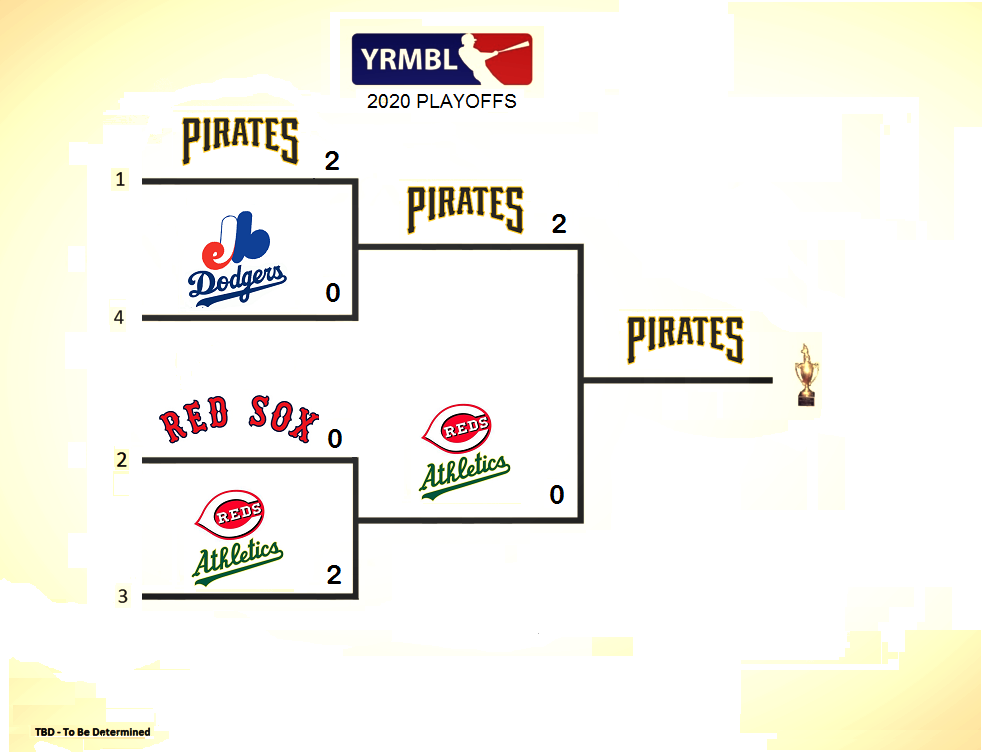 YRMBL
2020 PLAYOFFS
PIRATES
2
1
PIRATES
2
eb
Dodgers
0
4
PIRATES
RED SOX
0
2
REDS
Athletics
0
REDS
Athletics
2
3
TBD - To Be Determined